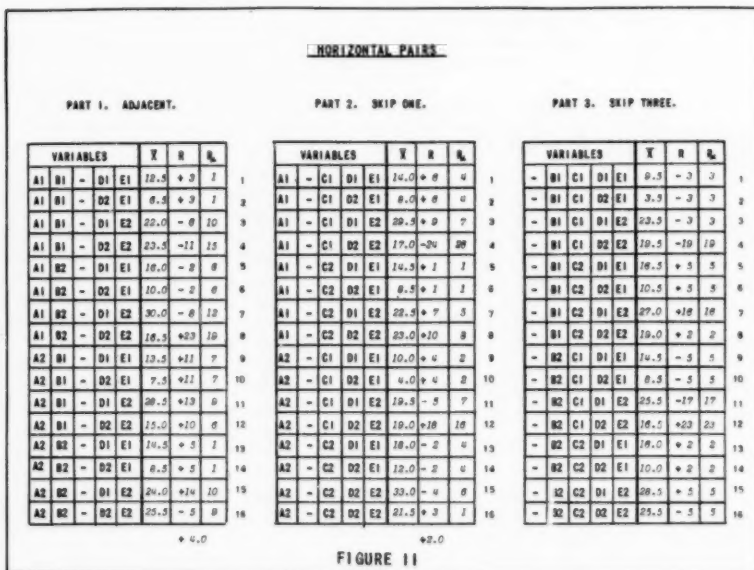 HORIZONTAL PAIRS
PART 1. ADJACENT.
VARIABLES X̄ R RA
A1 B1 - D1 E1 12.5 +3 1 1
A1 B1 - D2 E1 6.5 +3 1 2
A1 B1 - D1 E2 22.0 -6 10 3
A1 B1 - D2 E2 23.5 -11 15 4
A1 B2 - D1 E1 16.0 -2 6 5
A1 B2 - D2 E1 10.0 -2 6 6
A1 B2 - D1 E2 30.0 -8 12 7
A1 B2 - D2 E2 16.5 +23 19 8
A2 B1 - D1 E1 13.5 +11 7 9
A2 B1 - D2 E1 7.5 +11 7 10
A2 B1 - D1 E2 28.5 +13 9 11
A2 B1 - D2 E2 15.0 +10 6 12
A2 B2 - D1 E1 14.5 +5 1 13
A2 B2 - D2 E1 8.5 +5 1 14
A2 B2 - D1 E2 24.0 +14 10 15
A2 B2 - D2 E2 25.5 -5 9 16
+4.0
PART 2. SKIP ONE.
VARIABLES X̄ R RA
A1 - C1 D1 E1 14.0 +6 4 1
A1 - C1 D2 E1 8.0 +6 4 2
A1 - C1 D1 E2 29.5 +9 7 3
A1 - C1 D2 E2 17.0 -24 26 4
A1 - C2 D1 E1 14.5 +1 1 5
A1 - C2 D2 E1 8.5 +1 1 6
A1 - C2 D1 E2 22.5 +7 5 7
A1 - C2 D2 E2 23.0 +10 8 8
A2 - C1 D1 E1 10.0 +4 2 9
A2 - C1 D2 E1 4.0 +4 2 10
A2 - C1 D1 E2 19.5 -5 7 11
A2 - C1 D2 E2 19.0 +18 16 12
A2 - C2 D1 E1 18.0 -2 4 13
A2 - C2 D2 E1 12.0 -2 4 14
A2 - C2 D1 E2 33.0 -4 6 15
A2 - C2 D2 E2 21.5 +3 1 16
+2.0
PART 3. SKIP THREE.
VARIABLES X̄ R RA
- B1 C1 D1 E1 9.5 -3 3
- B1 C1 D2 E1 3.5 -3 3
- B1 C1 D1 E2 23.5 -3 3
- B1 C1 D2 E2 19.5 -19 19
- B1 C2 D1 E1 16.5 +5 5
- B1 C2 D2 E1 10.5 +5 5
- B1 C2 D1 E2 27.0 +18 18
- B1 C2 D2 E2 19.0 +2 2
- B2 C1 D1 E1 14.5 -5 5
- B2 C1 D2 E1 8.5 -5 5
- B2 C1 D1 E2 25.5 -17 17
- B2 C1 D2 E2 16.5 +23 23
- B2 C2 D1 E1 16.0 +2 2
- B2 C2 D2 E1 10.0 +2 2
- B2 C2 D1 E2 28.5 +5 5
- B2 C2 D2 E2 25.5 -5 5
FIGURE 11